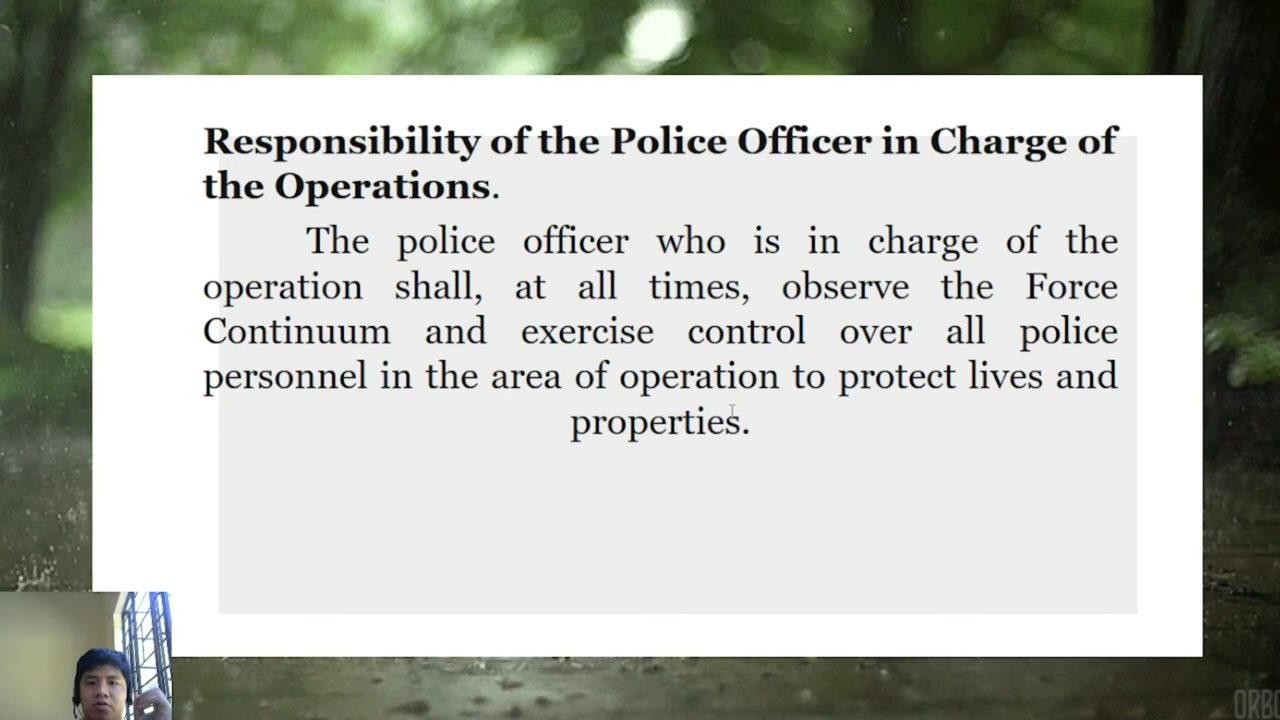 Responsibility of the Police Officer in Charge of
the Operations.
The police officer who is in charge of the
operation shall, at all times, observe the Force
Continuum and exercise control over all police
personnel in the area of operation to protect lives and
properties.